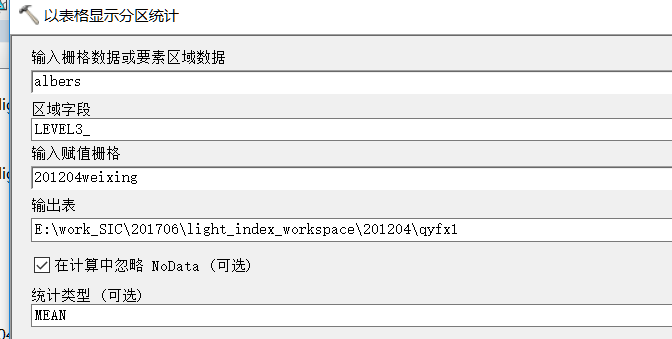 以表格显示分区统计
输入栅格数据或要素区域数据
albers
区域字段
LEVEL3_
输入赋值栅格
201204weixing
输出表
E:\work_SIC\201706\light_index_workspace\201204\qyfx1
在计算中忽略 NoData (可选)
统计类型 (可选)
MEAN